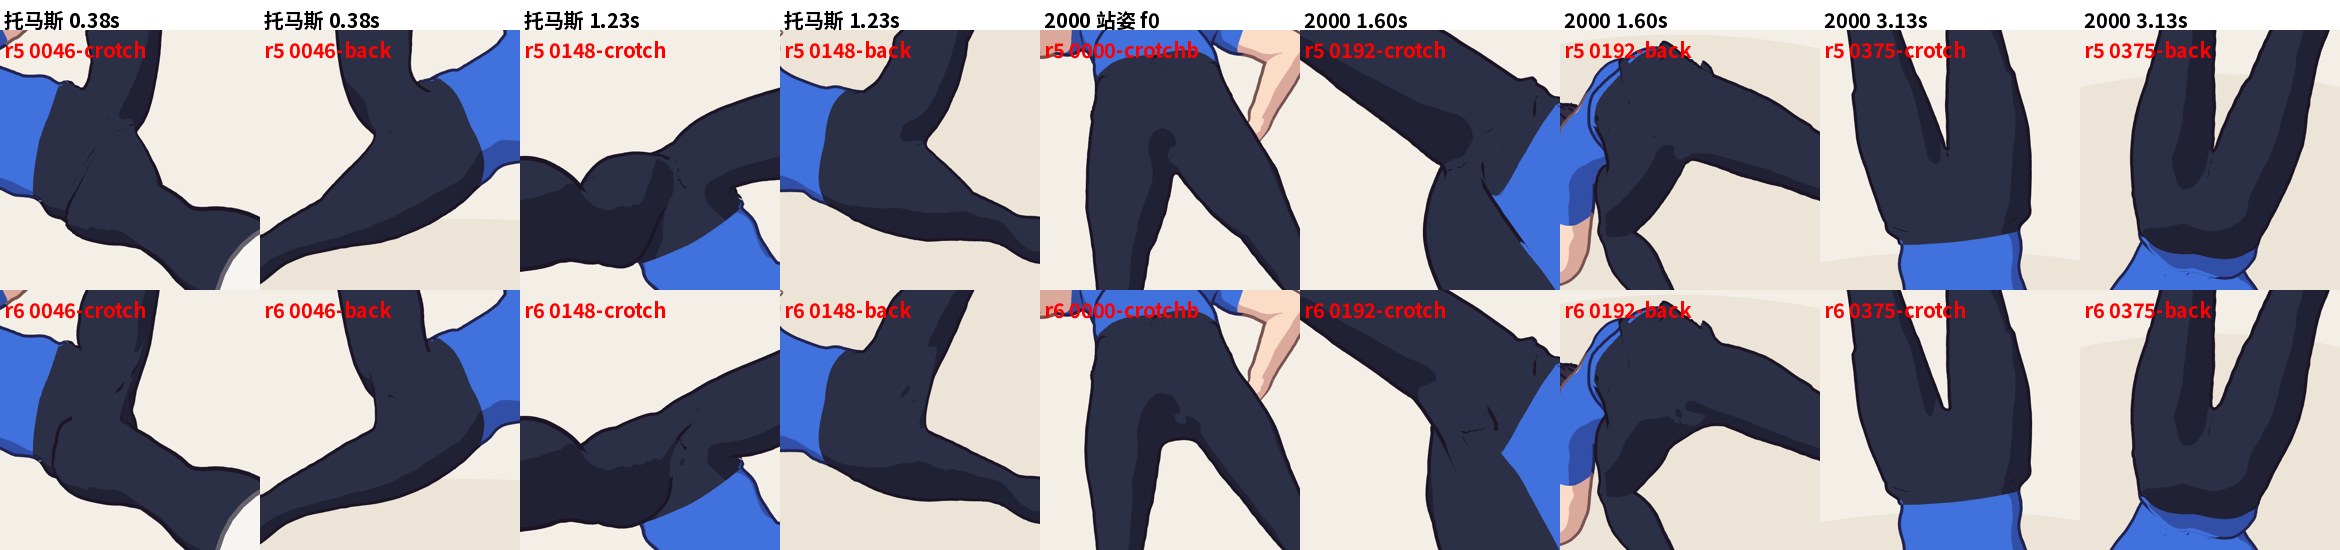 托马斯 0.38s
托马斯 0.38s
托马斯 1.23s
托马斯 1.23s
2000 站姿 f0
2000 1.60s
2000 1.60s
2000 3.13s
2000 3.13s
r5 0046-crotch
r5 0046-back
r5 0148-crotch
r5 0148-back
r5 0000-crotchb
r5 0192-crotch
r5 0192-back
r5 0375-crotch
r5 0375-back
r6 0046-crotch
r6 0046-back
r6 0148-crotch
r6 0148-back
r6 0000-crotchb
r6 0192-crotch
r6 0192-back
r6 0375-crotch
r6 0375-back